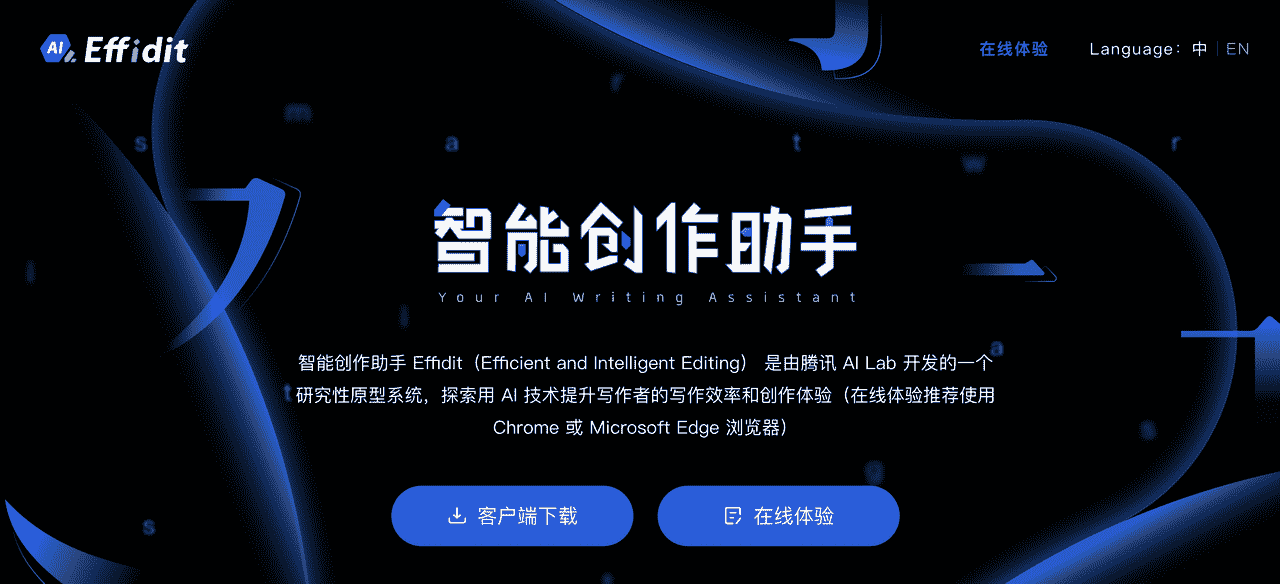 AI Effidit
在线体验
Language: 中 | EN
智能创作助手
Your AI Writing Assistant
智能创作助手 Effidit（Efficient and Intelligent Editing） 是由腾讯 AI Lab 开发的一个
研究性原型系统，探索用 AI 技术提升写作者的写作效率和创作体验（在线体验推荐使用
Chrome 或 Microsoft Edge 浏览器）
客户端下载
在线体验